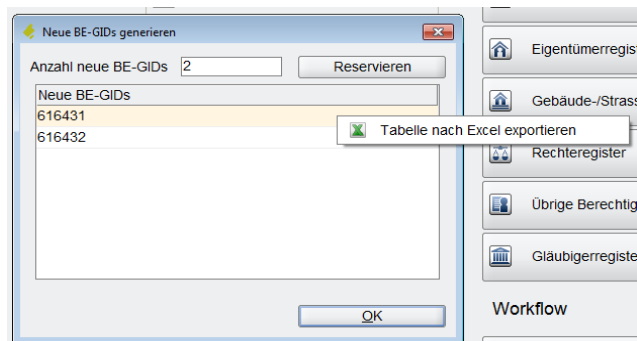 Neue BE-GIDs generieren
Anzahl neue BE-GIDs 2 Reservieren
Neue BE-GIDs
616431
616432
Tabelle nach Excel exportieren
OK
Eigentümerregist
Gebäude-/Strass
Rechteregister
Übrige Berechtig
Gläubigerregiste
Workflow